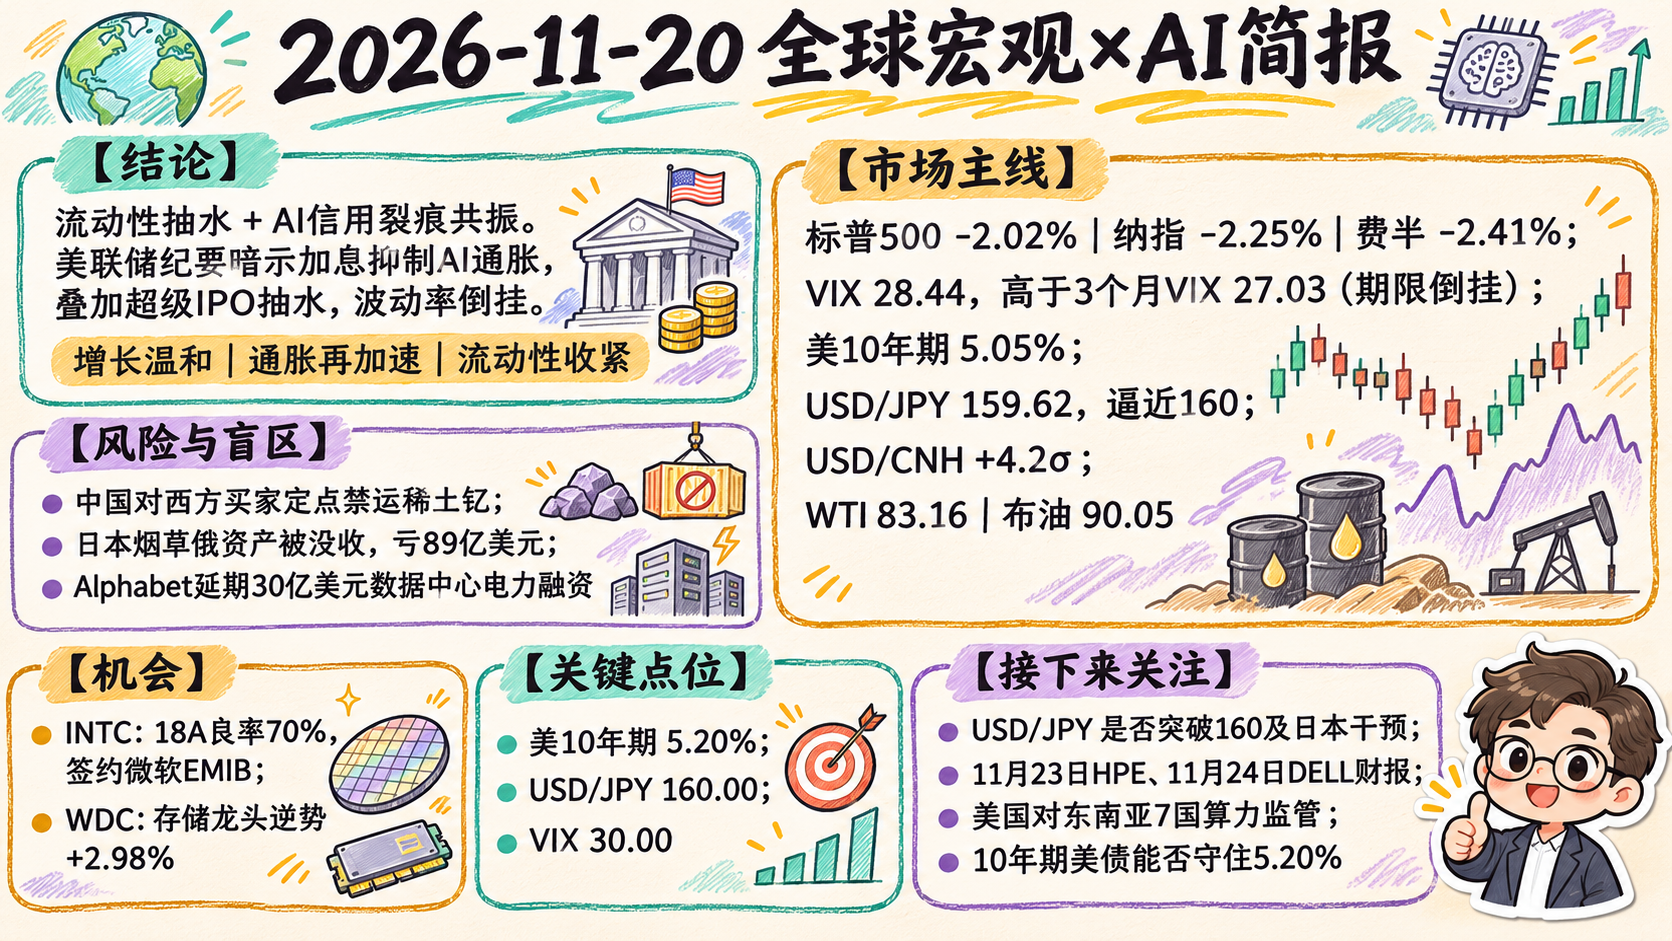 2026-11-20 全球宏观×AI简报
【结论】
流动性抽水 + AI信用裂痕共振。
美联储纪要暗示加息抑制AI通胀，
叠加超级IPO抽水，波动率倒挂。
增长温和｜通胀再加速｜流动性收紧
【市场主线】
标普500 -2.02%｜纳指 -2.25%｜费半 -2.41%；
VIX 28.44，高于3个月VIX 27.03（期限倒挂）；
美10年期 5.05%；
USD/JPY 159.62，逼近160；
USD/CNH +4.2σ；
WTI 83.16｜布油 90.05
【风险与盲区】
中国对西方买家定点禁运稀土钇；
日本烟草俄资产被没收，亏89亿美元；
Alphabet延期30亿美元数据中心电力融资
【机会】
INTC：18A良率70%，
签约微软EMIB；
WDC：存储龙头逆势
+2.98%
【关键点位】
美10年期 5.20%；
USD/JPY 160.00；
VIX 30.00
【接下来关注】
USD/JPY 是否突破160及日本干预；
11月23日HPE、11月24日DELL财报；
美国对东南亚7国算力监管；
10年期美债能否守住5.20%